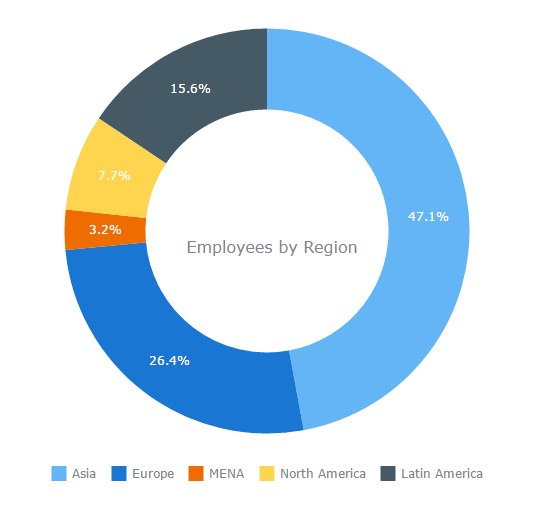 15.6%
47.1%
7.7%
3.2%
Employees by Region
26.4%
Asia Europe MENA North America Latin America